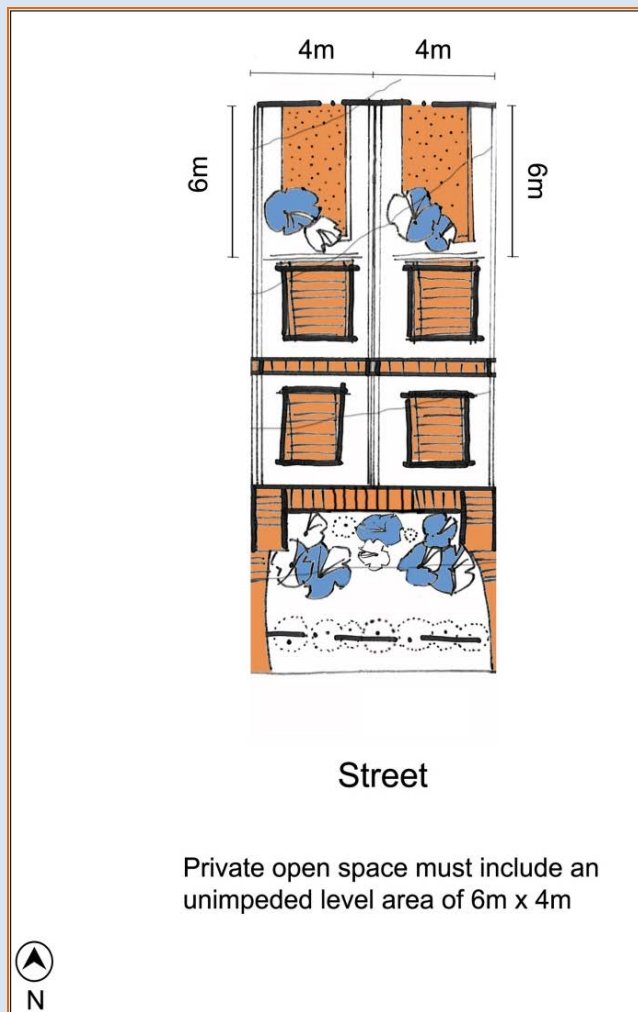 4m
4m
6m
6m
Street
Private open space must include an
unimpeded level area of 6m x 4m
N